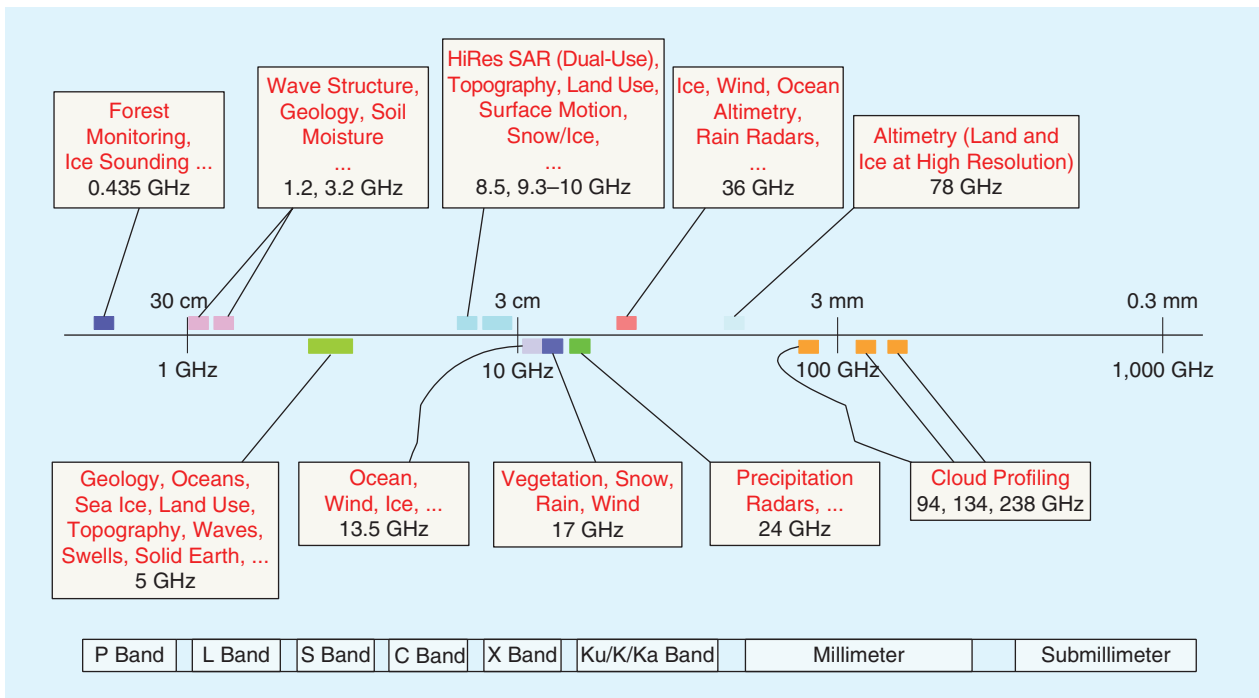 Forest
Monitoring,
Ice Sounding ...
0.435 GHz
Wave Structure,
Geology, Soil
Moisture
...
1.2, 3.2 GHz
HiRes SAR (Dual-Use),
Topography, Land Use,
Surface Motion,
Snow/Ice,
...
8.5, 9.3–10 GHz
Ice, Wind, Ocean
Altimetry,
Rain Radars,
...
36 GHz
Altimetry (Land and
Ice at High Resolution)
78 GHz
30 cm
3 cm
3 mm
0.3 mm
1 GHz
10 GHz
100 GHz
1,000 GHz
Geology, Oceans,
Sea Ice, Land Use,
Topography, Waves,
Swells, Solid Earth, ...
5 GHz
Ocean,
Wind, Ice, ...
13.5 GHz
Vegetation, Snow,
Rain, Wind
17 GHz
Precipitation
Radars, ...
24 GHz
Cloud Profiling
94, 134, 238 GHz
P Band
L Band
S Band
C Band
X Band
Ku/K/Ka Band
Millimeter
Submillimeter